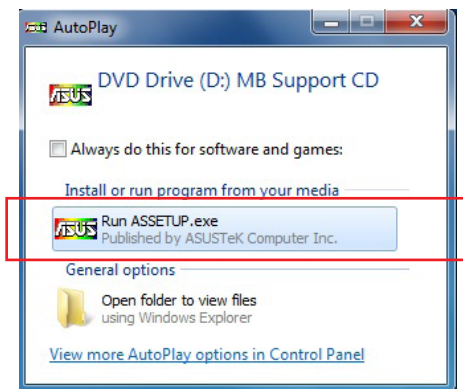 ASUS AutoPlay
ASUS DVD Drive (D:) MB Support CD
Always do this for software and games:
Install or run program from your media
ASUS Run ASSETUP.exe
Published by ASUSTeK Computer Inc.
General options
Open folder to view files
using Windows Explorer
View more AutoPlay options in Control Panel